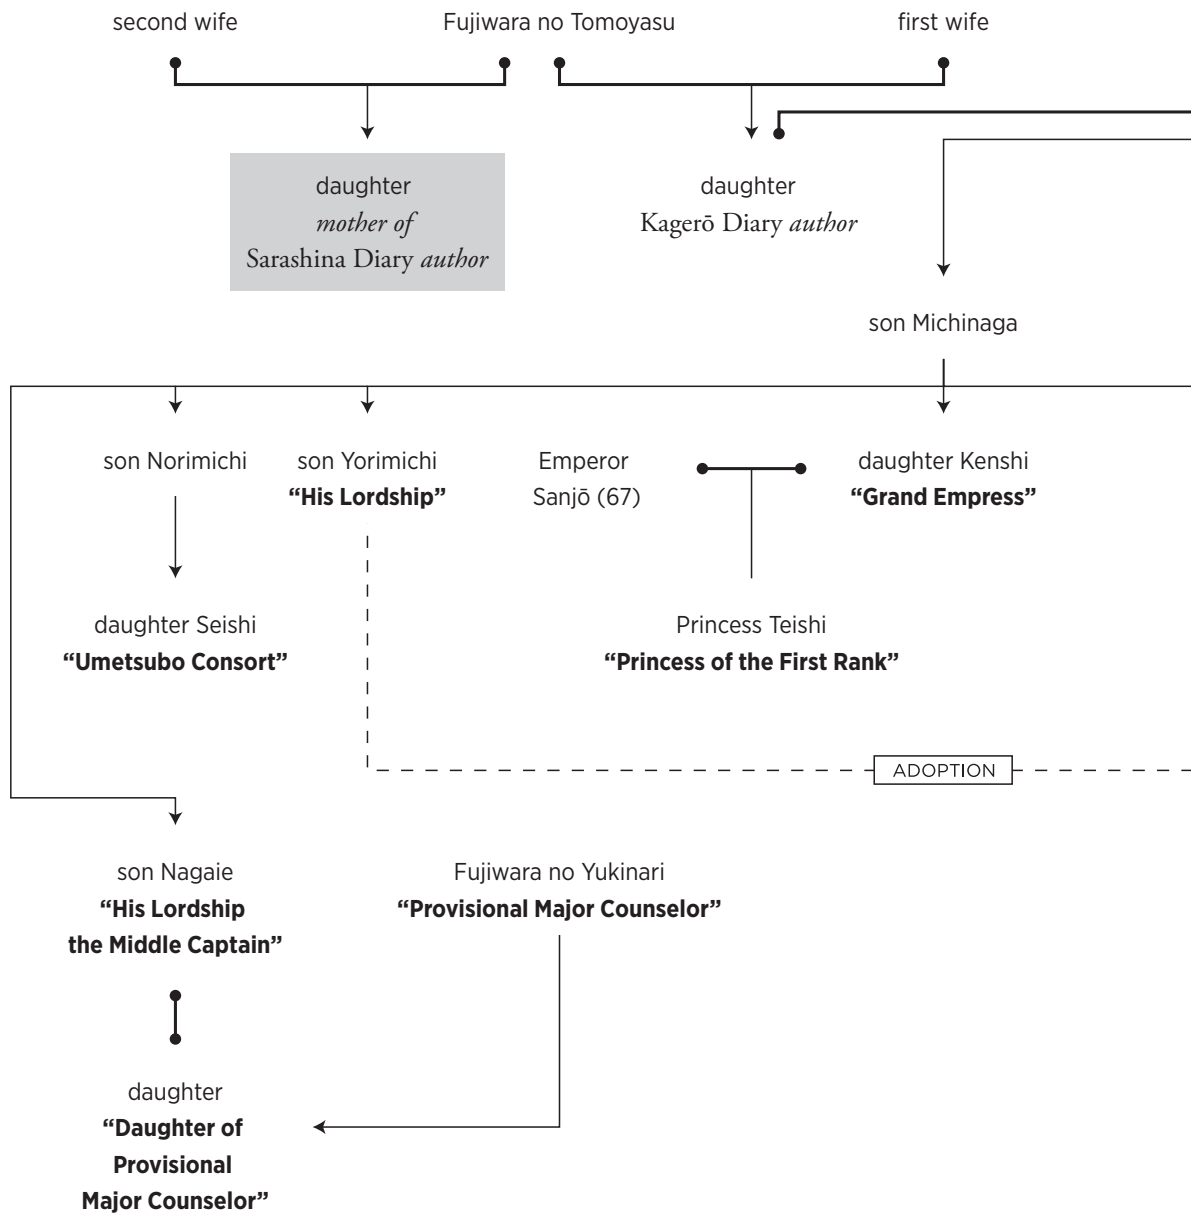 second wife
Fujiwara no Tomoyasu
first wife
daughter
mother of
Sarashina Diary author
daughter
Kagerō Diary author
son Michinaga
son Norimichi
son Yorimichi
“His Lordship”
Emperor
Sanjō (67)
daughter Kenshi
“Grand Empress”
daughter Seishi
“Umetsubo Consort”
Princess Teishi
“Princess of the First Rank”
ADOPTION
son Nagaie
“His Lordship
the Middle Captain”
Fujiwara no Yukinari
“Provisional Major Counselor”
daughter
“Daughter of
Provisional
Major Counselor”